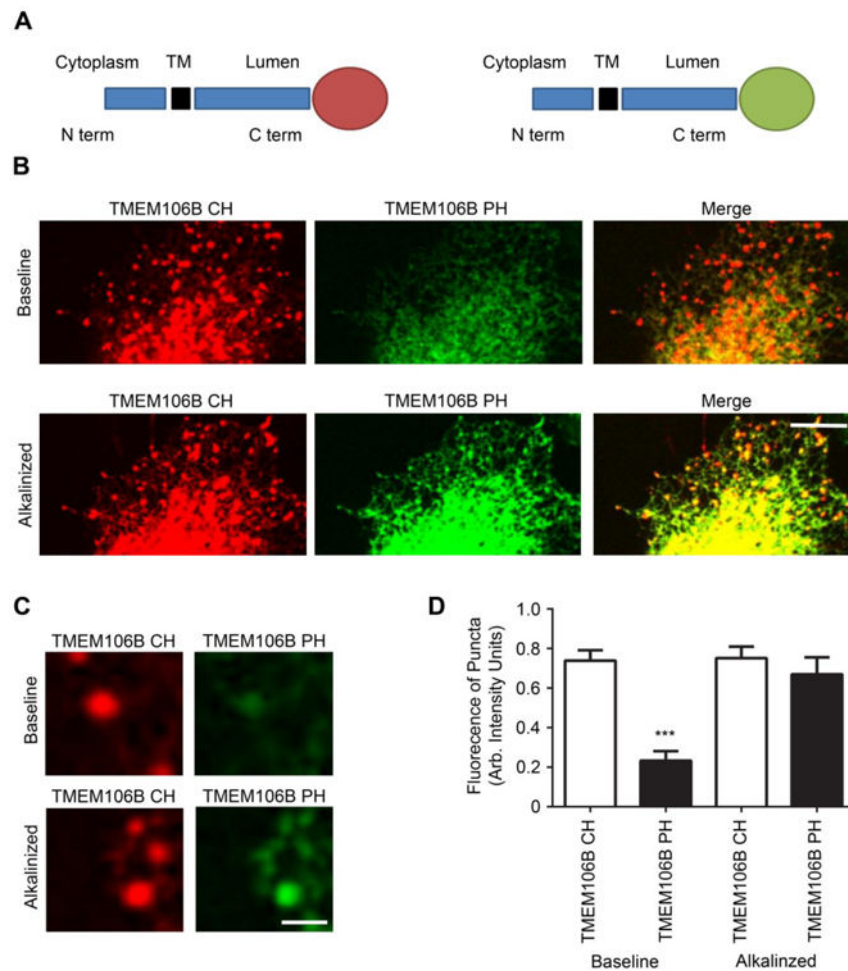 A
Cytoplasm TM Lumen
N term C term
Cytoplasm TM Lumen
N term C term
B
TMEM106B CH TMEM106B PH Merge
Baseline
TMEM106B CH TMEM106B PH Merge
Alkalinized
C
TMEM106B CH TMEM106B PH
Baseline
TMEM106B CH TMEM106B PH
Alkalinized
D
Fluorecence of Puncta
(Arb. Intensity Units)
1.0
0.8
0.6
0.4
0.2
0
***
TMEM106B CH
TMEM106B PH
TMEM106B CH
TMEM106B PH
Baseline Alkalinzed